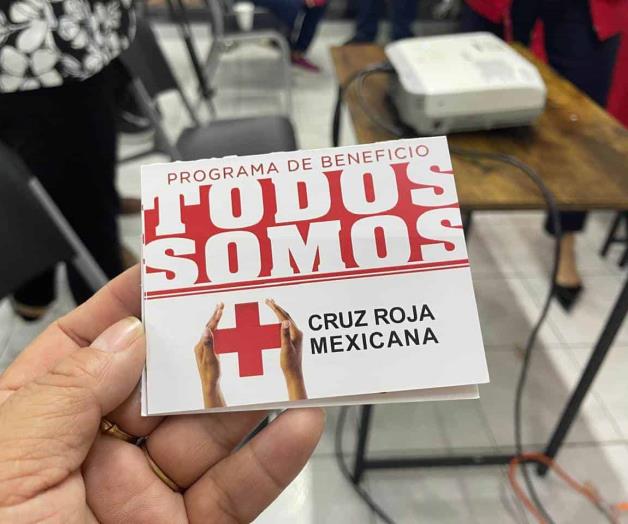 PROGRAMA DE BENEFICIO
TODOS
SOMOS
CRUZ ROJA
MEXICANA